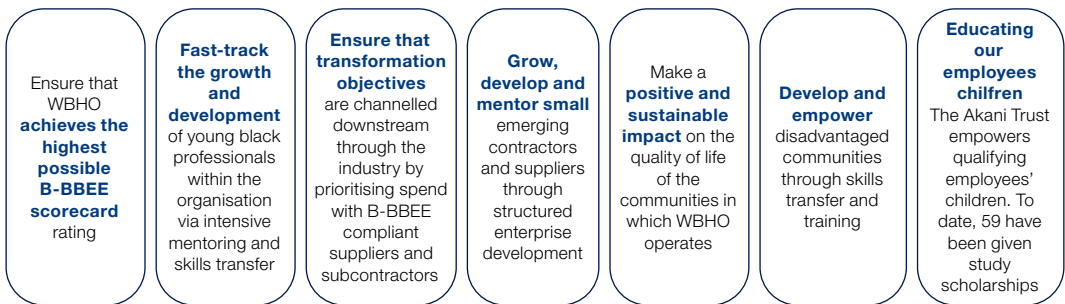 Ensure that
WBHO
achieves the
highest
possible
B-BBEE
scorecard
rating
Fast-track
the growth
and
development
of young black
professionals
within the
organisation
via intensive
mentoring and
skills transfer
Ensure that
transformation
objectives
are channelled
downstream
through the
industry by
prioritising spend
with B-BBEE
compliant
suppliers and
subcontractors
Grow,
develop and
mentor small
emerging
contractors
and suppliers
through
structured
enterprise
development
Make a
positive and
sustainable
impact on the
quality of life
of the
communities in
which WBHO
operates
Develop and
empower
disadvantaged
communities
through skills
transfer and
training
Educating
our
employees
chilfren
The Akani Trust
empowers
qualifying
employees’
children. To
date, 59 have
been given
study
scholarships